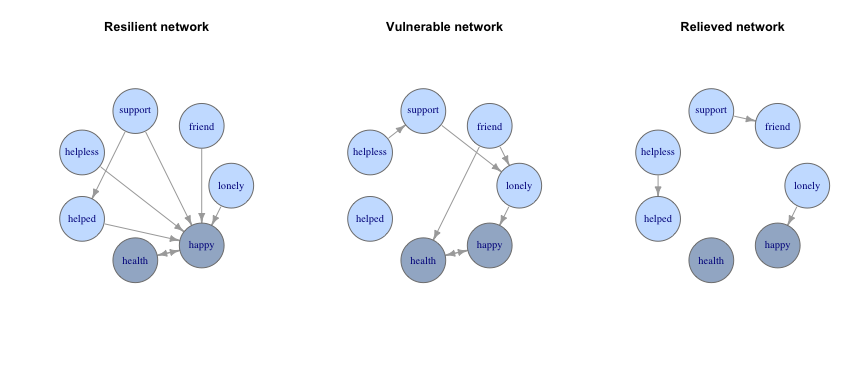 Resilient network
support
friend
helpless
lonely
helped
happy
health
Vulnerable network
support
friend
helpless
lonely
helped
happy
health
Relieved network
support
friend
helpless
lonely
helped
happy
health